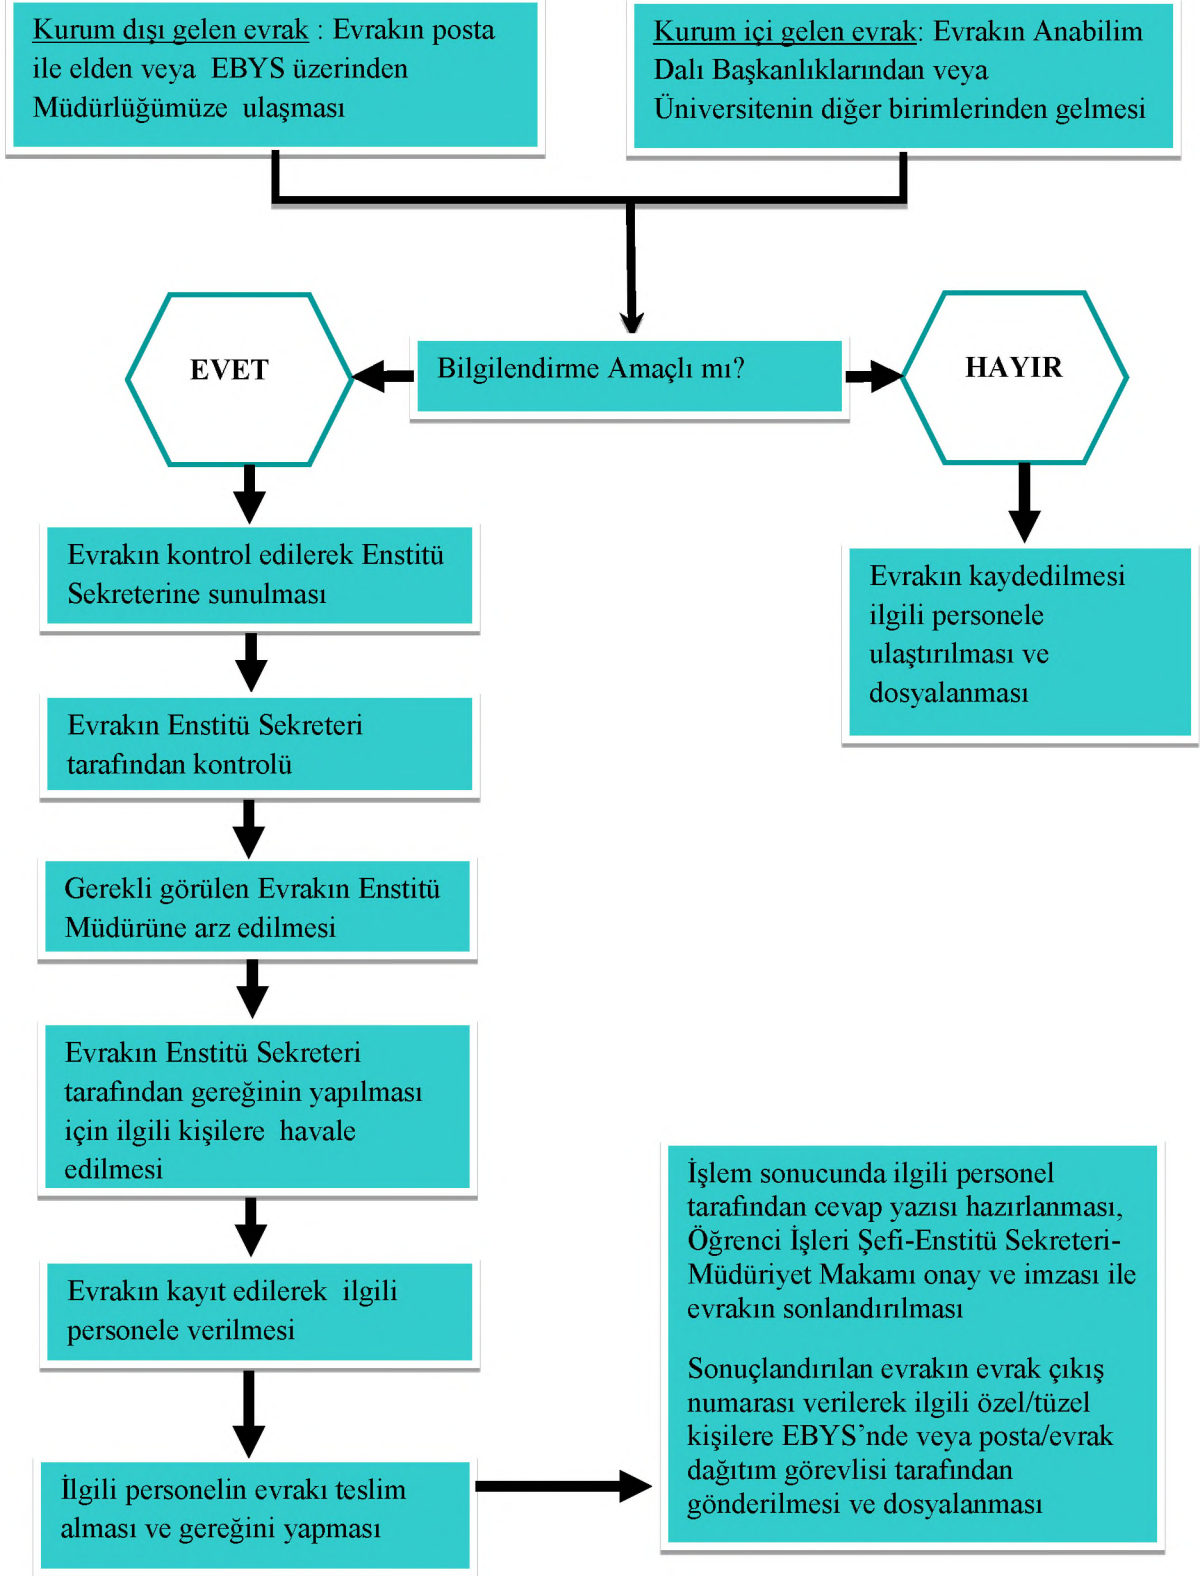 Kurum dışı gelen evrak : Evrakın posta
ile elden veya EBYS üzerinden
Müdürlüğümüze ulaşması
Kurum içi gelen evrak: Evrakın Anabilim
Dalı Başkanlıklarından veya
Üniversitenin diğer birimlerinden gelmesi
EVET
Bilgilendirme Amaçlı mı?
HAYIR
Evrakın kontrol edilerek Enstitü
Sekreterine sunulması
Evrakın kaydedilmesi
ilgili personele
ulaştırılması ve
dosyalanması
Evrakın Enstitü Sekreteri
tarafından kontrolü
Gerekli görülen Evrakın Enstitü
Müdürüne arz edilmesi
Evrakın Enstitü Sekreteri
tarafından gereğinin yapılması
için ilgili kişilere havale
edilmesi
Evrakın kayıt edilerek ilgili
personele verilmesi
İlgili personelin evrakı teslim
alması ve gereğini yapması
İşlem sonucunda ilgili personel
tarafından cevap yazısı hazırlanması,
Öğrenci İşleri Şefi-Enstitü Sekreteri-
Müdüriyet Makamı onay ve imzası ile
evrakın sonlandırılması
Sonuçlandırılan evrakın evrak çıkış
numarası verilerek ilgili özel/tüzel
kişilere EBYS’nde veya posta/evrak
dağıtım görevlisi tarafından
gönderilmesi ve dosyalanması